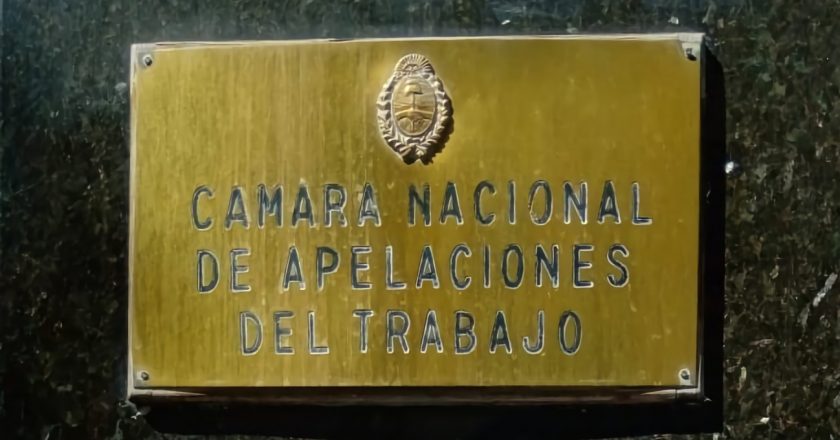 CAMARA NACIONAL
DE APELACIONES
DEL TRABAJO